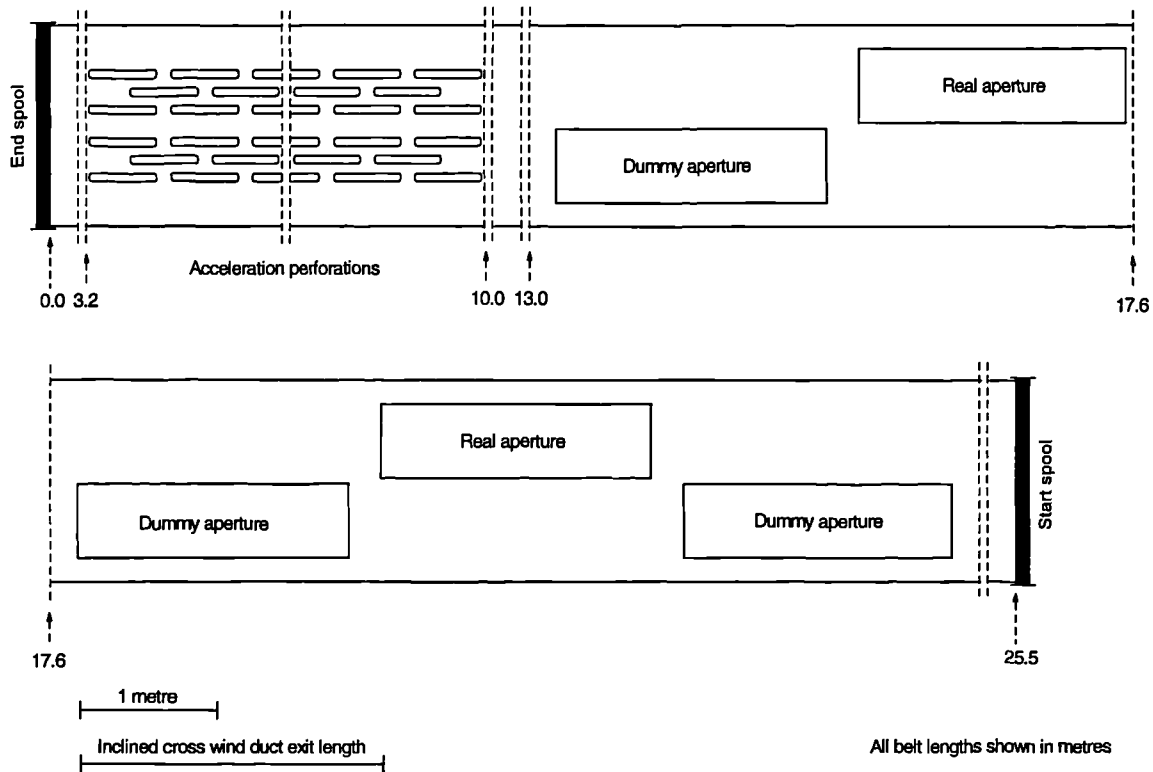 End spool
Real aperture
Dummy aperture
Acceleration perforations
0.0 3.2 10.0 13.0 17.6
Real aperture
Dummy aperture
Dummy aperture
Start spool
17.6 25.5
1 metre
Inclined cross wind duct exit length
All belt lengths shown in metres